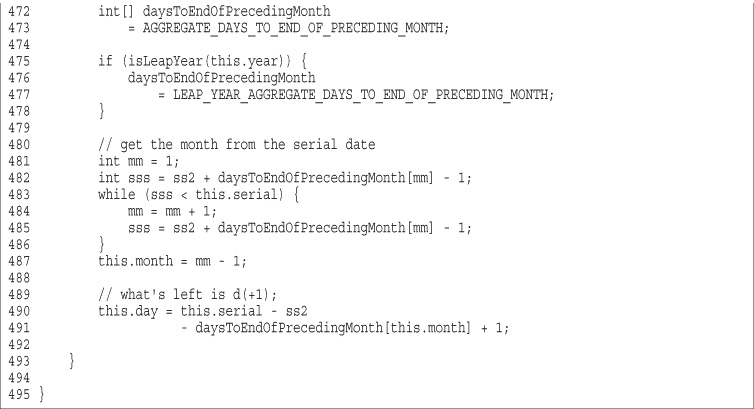 472         int[] daysToEndOfPrecedingMonth
473             = AGGREGATE_DAYS_TO_END_OF_PRECEDING_MONTH;
474
475         if (isLeapYear(this.year)) {
476             daysToEndOfPrecedingMonth
477                 = LEAP_YEAR_AGGREGATE_DAYS_TO_END_OF_PRECEDING_MONTH;
478         }
479
480         // get the month from the serial date
481         int mm = 1;
482         int sss = ss2 + daysToEndOfPrecedingMonth[mm] - 1;
483         while (sss < this.serial) {
484             mm = mm + 1;
485             sss = ss2 + daysToEndOfPrecedingMonth[mm] - 1;
486         }
487         this.month = mm - 1;
488
489         // what's left is d(+1);
490         this.day = this.serial - ss2
491                    - daysToEndOfPrecedingMonth[this.month] + 1;
492
493     }
494
495 }